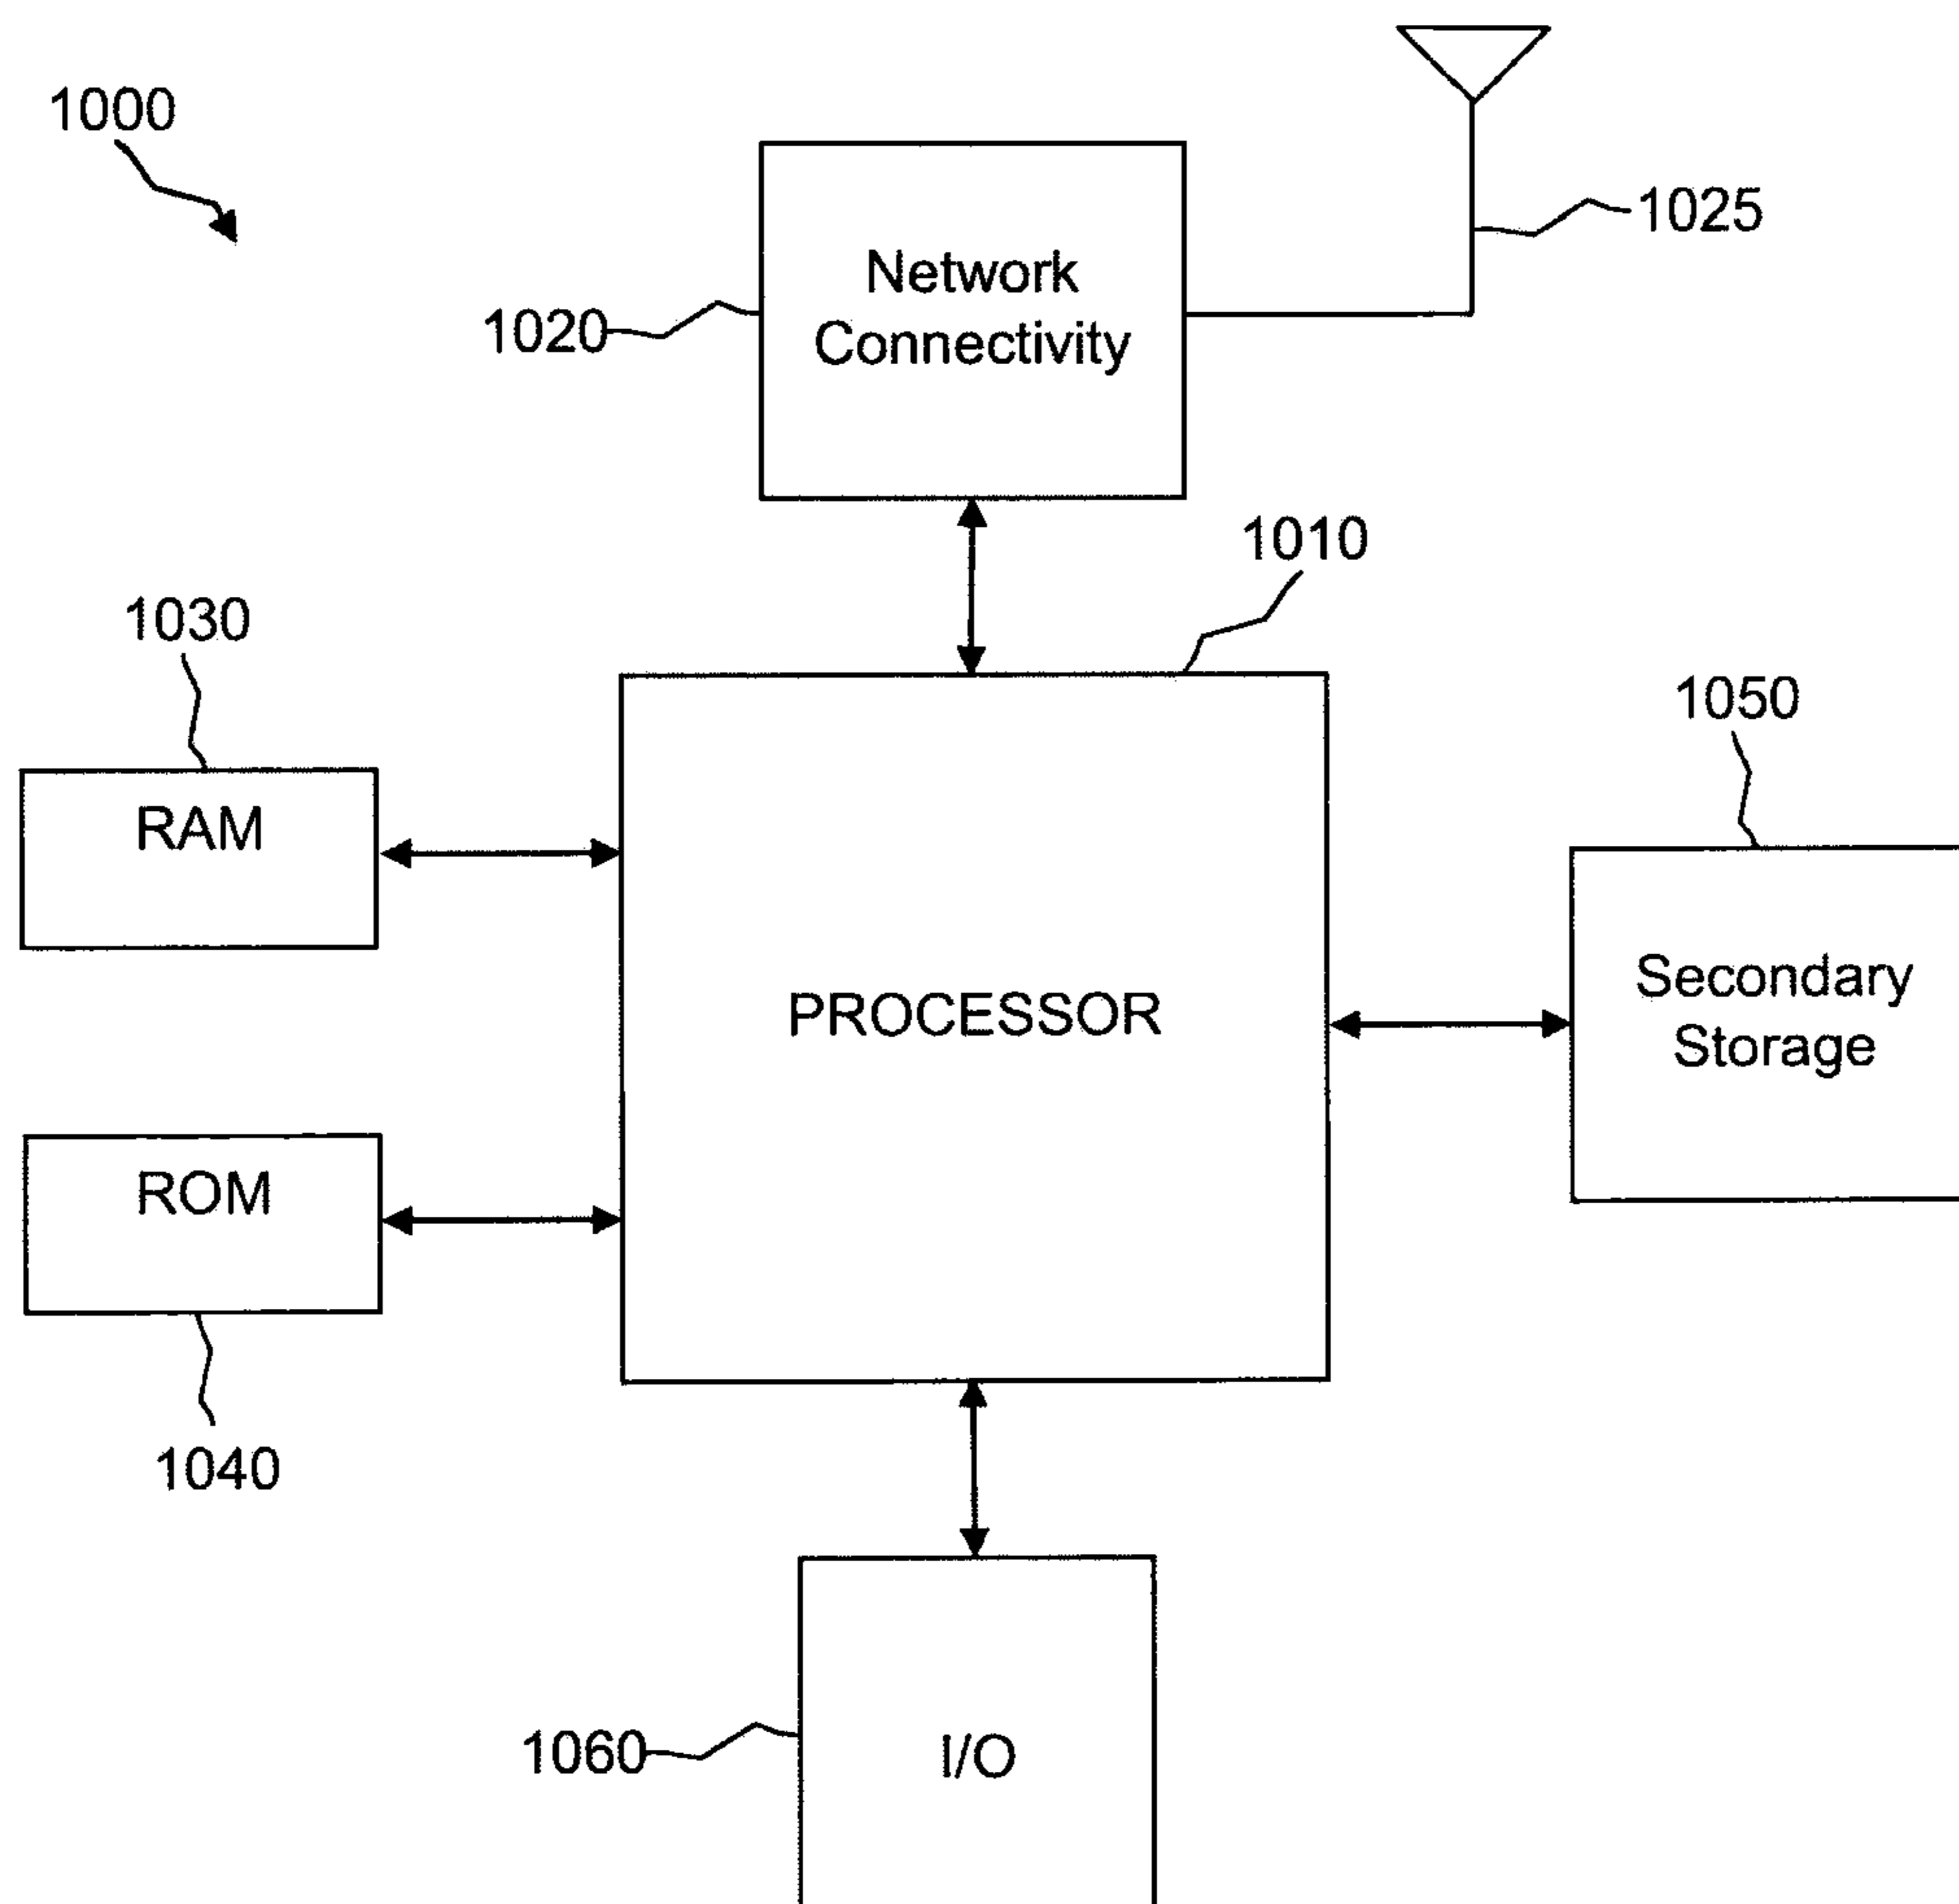 1000
1025
Network
Connectivity
1020
1010
1030
1050
RAM
Secondary
Storage
PROCESSOR
ROM
1040
1060
I/O